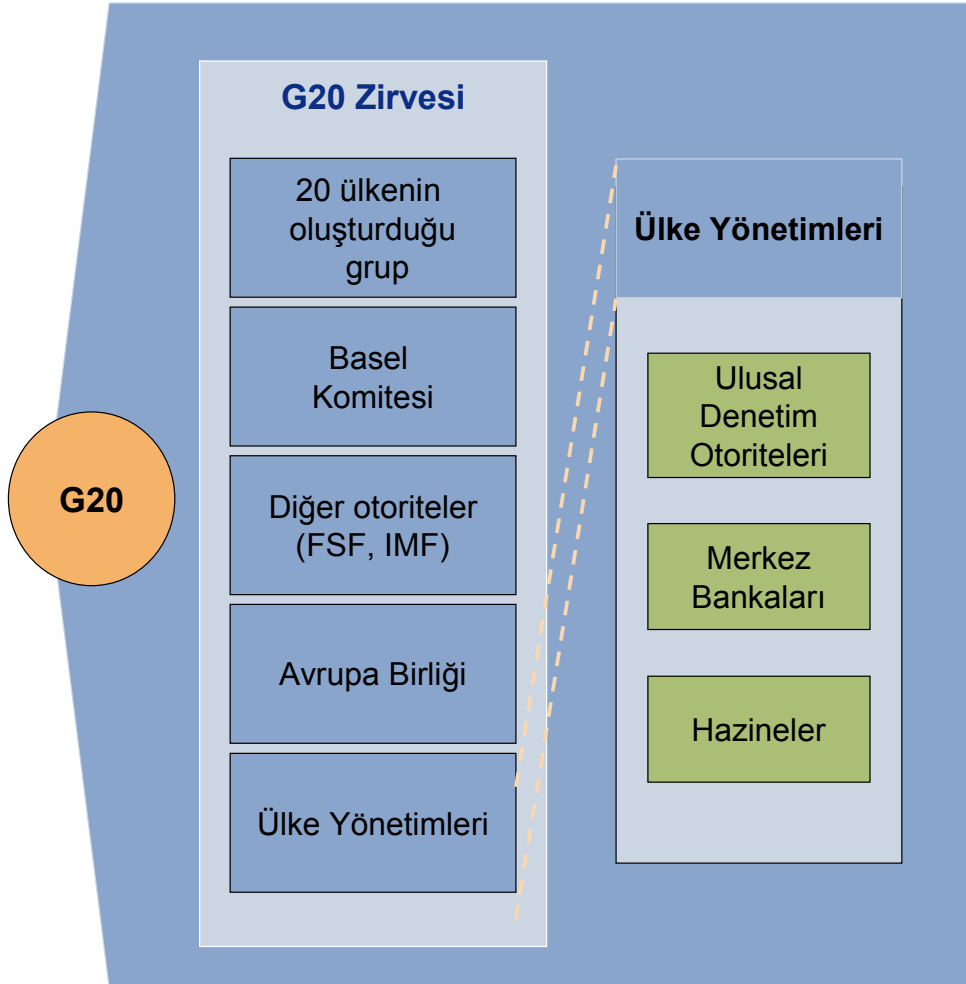 G20
G20 Zirvesi
20 ülkenin
oluşturduğu
grup
Basel
Komitesi
Diğer otoriteler
(FSF, IMF)
Avrupa Birliği
Ülke Yönetimleri
Ülke Yönetimleri
Ulusal
Denetim
Otoriteleri
Merkez
Bankaları
Hazineler